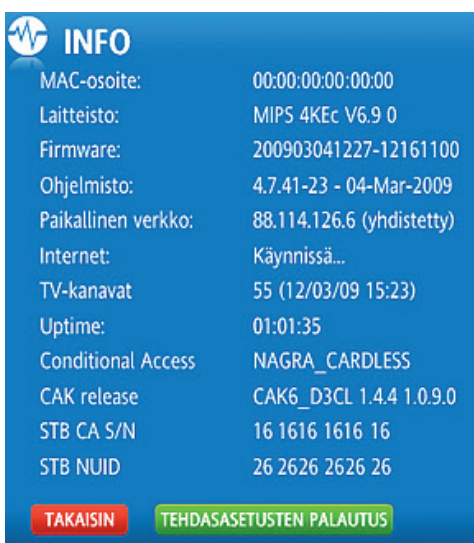 INFO
MAC-osoite: 00:00:00:00:00:00
Laitteisto: MIPS 4KEc V6.9 0
Firmware: 200903041227-12161100
Ohjelmisto: 4.7.41-23 - 04-Mar-2009
Paikallinen verkko: 88.114.126.6 (yhdistetty)
Internet: Käynnissä...
TV-kanavat 55 (12/03/09 15:23)
Uptime: 01:01:35
Conditional Access NAGRA_CARDLESS
CAK release CAK6_D3CL 1.4.4 1.0.9.0
STB CA S/N 16 1616 1616 16
STB NUID 26 2626 2626 26
TAKAISIN TEHDASASETUSTEN PALAUTUS